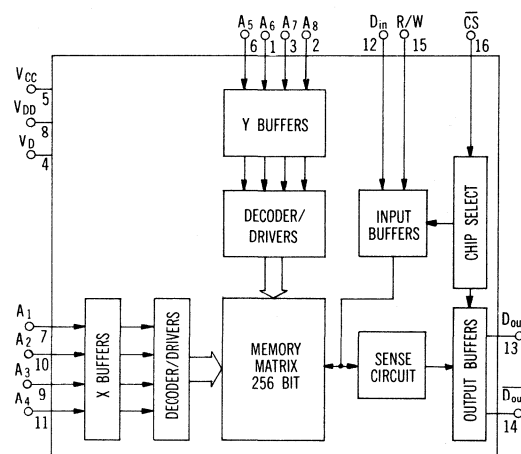 A5 A6 A7 A8 Din R/W C̅S̅
6 1 3 2 12 15 16
VCC
5
VDD
8
VD
4
Y BUFFERS
DECODER/
DRIVERS
INPUT
BUFFERS
CHIP SELECT
A1
7
A2
10
A3
9
A4
11
X BUFFERS
DECODER/DRIVERS
MEMORY
MATRIX
256 BIT
SENSE
CIRCUIT
OUTPUT BUFFERS
Dou
13
D̅o̅u̅
14